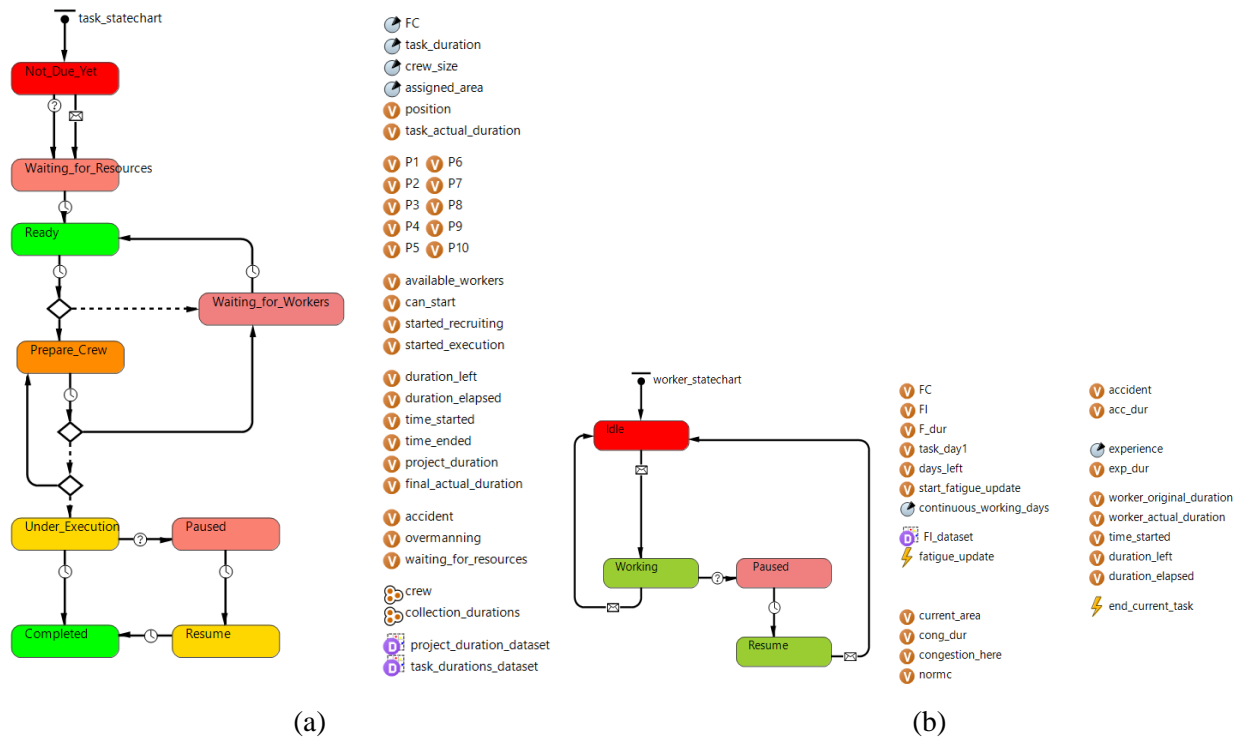 task_statechart
Not_Due_Yet
Waiting_for_Resources
Ready
Waiting_for_Workers
Prepare_Crew
Under_Execution
Paused
Completed
Resume
FC
task_duration
crew_size
assigned_area
position
task_actual_duration
P1 P6
P2 P7
P3 P8
P4 P9
P5 P10
available_workers
can_start
started_recruiting
started_execution
duration_left
duration_elapsed
time_started
time_ended
project_duration
final_actual_duration
accident
overmanning
waiting_for_resources
crew
collection_durations
project_duration_dataset
task_durations_dataset
(a)
worker_statechart
Idle
Working
Paused
Resume
FC
FI
F_dur
task_day1
days_left
start_fatigue_update
continuous_working_days
FI_dataset
fatigue_update
current_area
cong_dur
congestion_here
normc
accident
acc_dur
experience
exp_dur
worker_original_duration
worker_actual_duration
time_started
duration_left
duration_elapsed
end_current_task
(b)